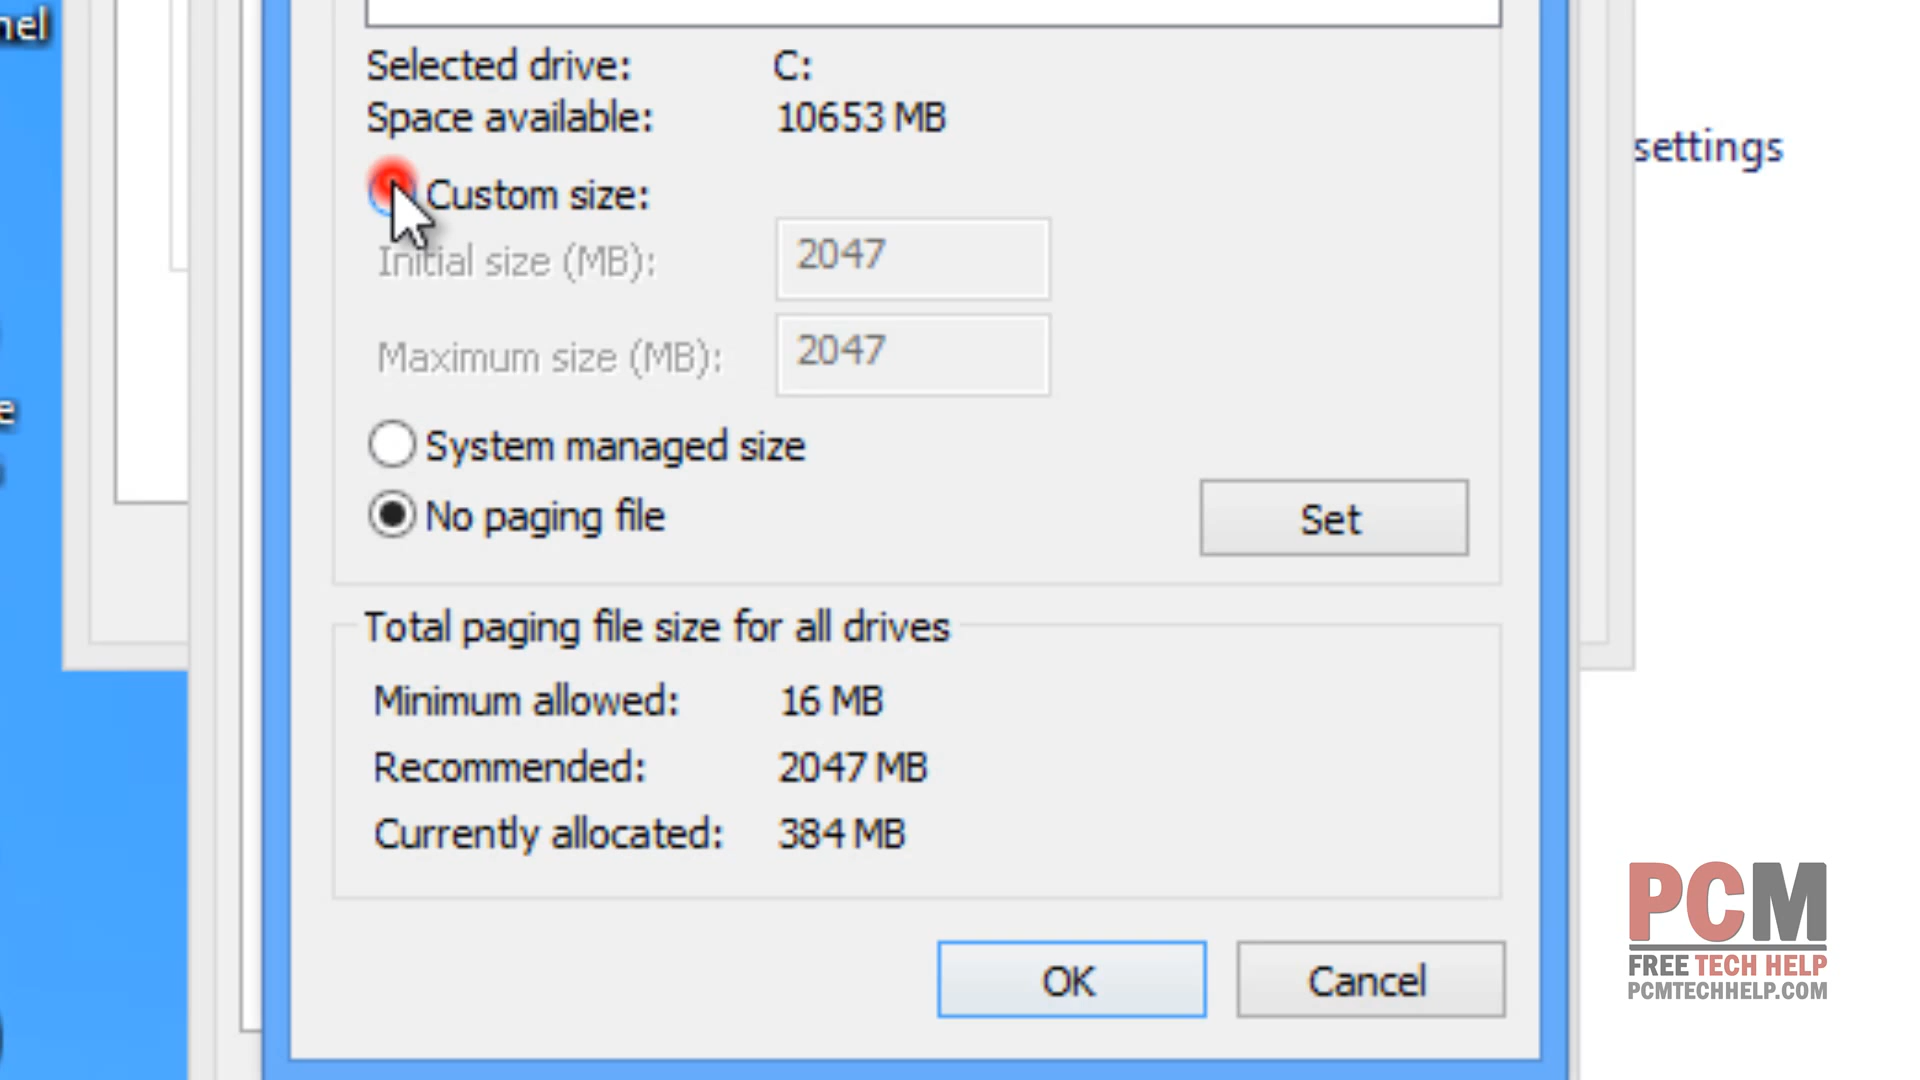 nel
Selected drive: C:
Space available: 10653 MB
settings
Custom size:
Initial size (MB): 2047
Maximum size (MB): 2047
e
System managed size
No paging file
Set
Total paging file size for all drives
Minimum allowed: 16 MB
Recommended: 2047 MB
Currently allocated: 384 MB
OK
Cancel
PCM
FREE TECH HELP
PCMTECHHELP.COM